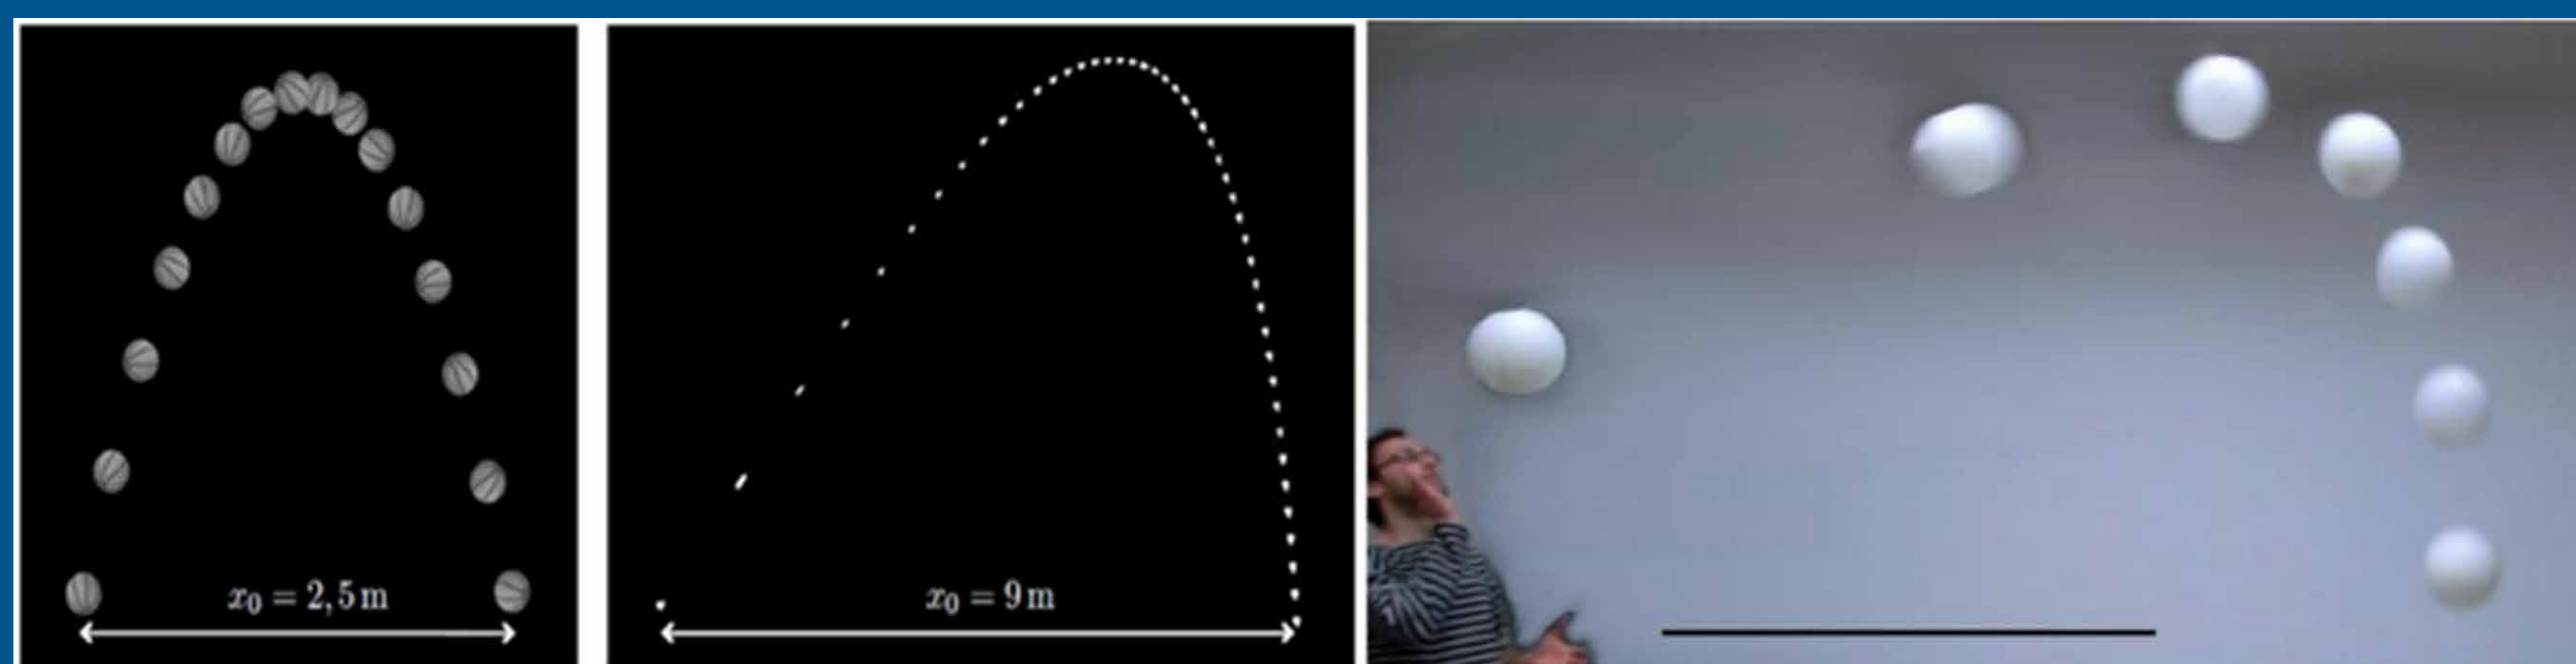 x₀ = 2,5 m
x₀ = 9 m